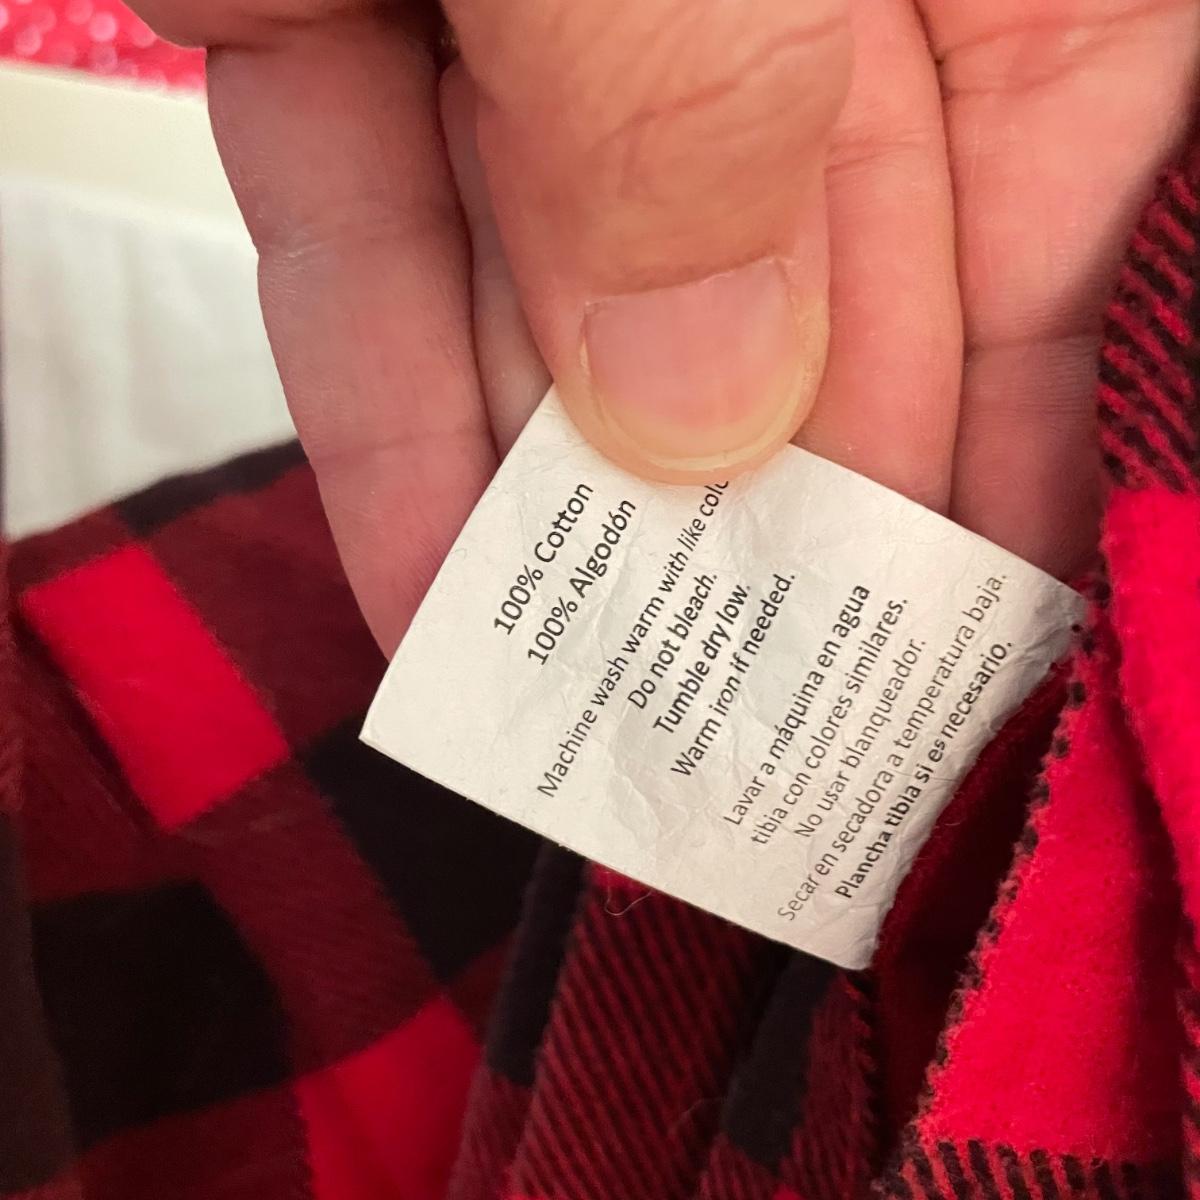 100% Cotton
100% Algodón
Machine wash warm with like
Do not bleach.
Tumble dry low.
Warm iron if needed.
Lavar a máquina en agua
tibia con colores similares.
No usar blanqueador.
Secar en secadora a temperatura baja.
Plancha tibia si es necesario.